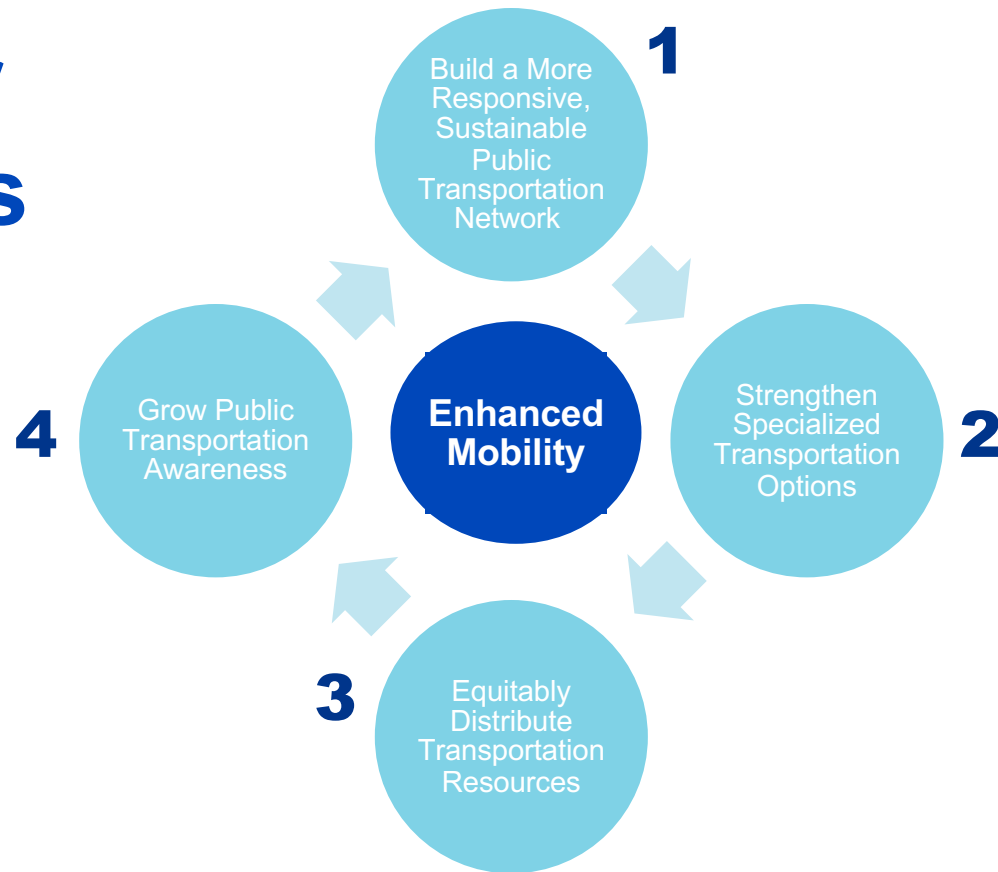 1
Build a More
Responsive,
Sustainable
Public
Transportation
Network
Enhanced
Mobility
2
Strengthen
Specialized
Transportation
Options
3
Equitably
Distribute
Transportation
Resources
4
Grow Public
Transportation
Awareness